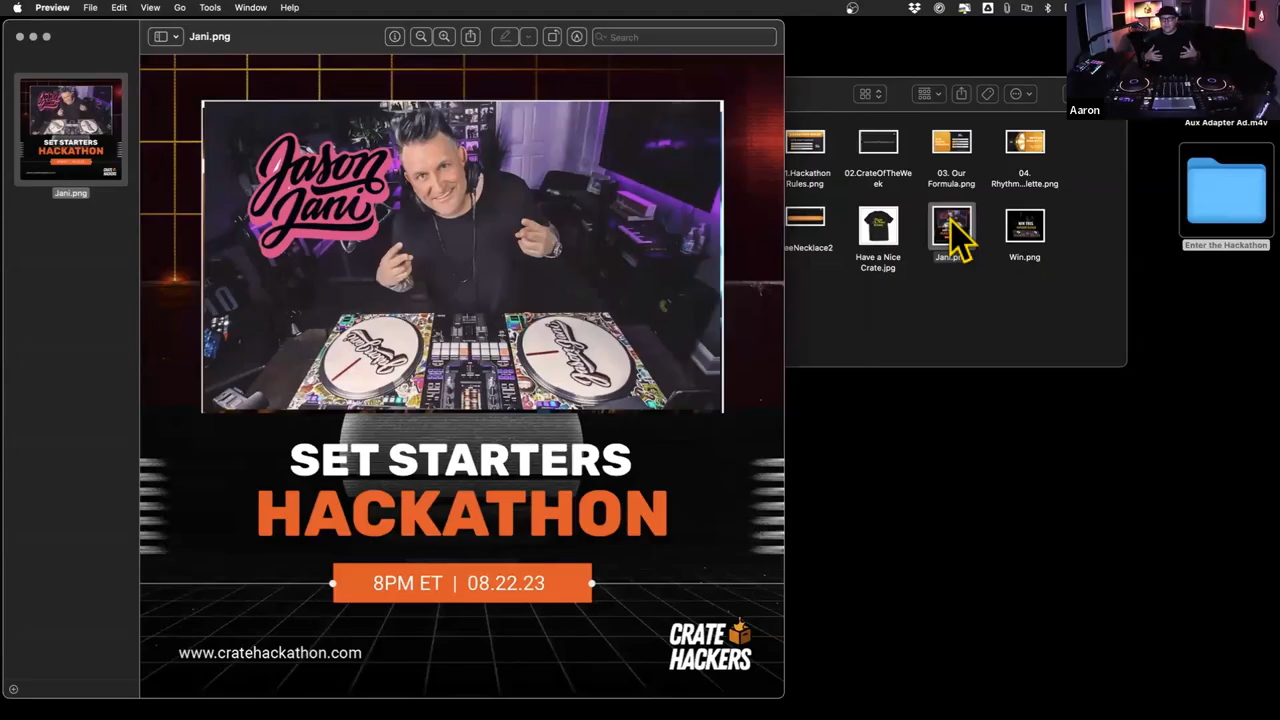 Preview File Edit View Go Tools Window Help
Jani.png
Search
Jani.png
Jason
Jani
SET STARTERS
HACKATHON
8PM ET | 08.22.23
www.cratehackathon.com
CRATE
HACKERS
Aaron
1.Hackathon
Rules.png
02.CrateOfTheWe
ek
03. Our
Formula.png
04.
Rhythm...lette.png
eeNecklace2
Have a Nice
Crate.jpg
Win.png
Aux Adapter Ad.m4v
Enter the Hackathon